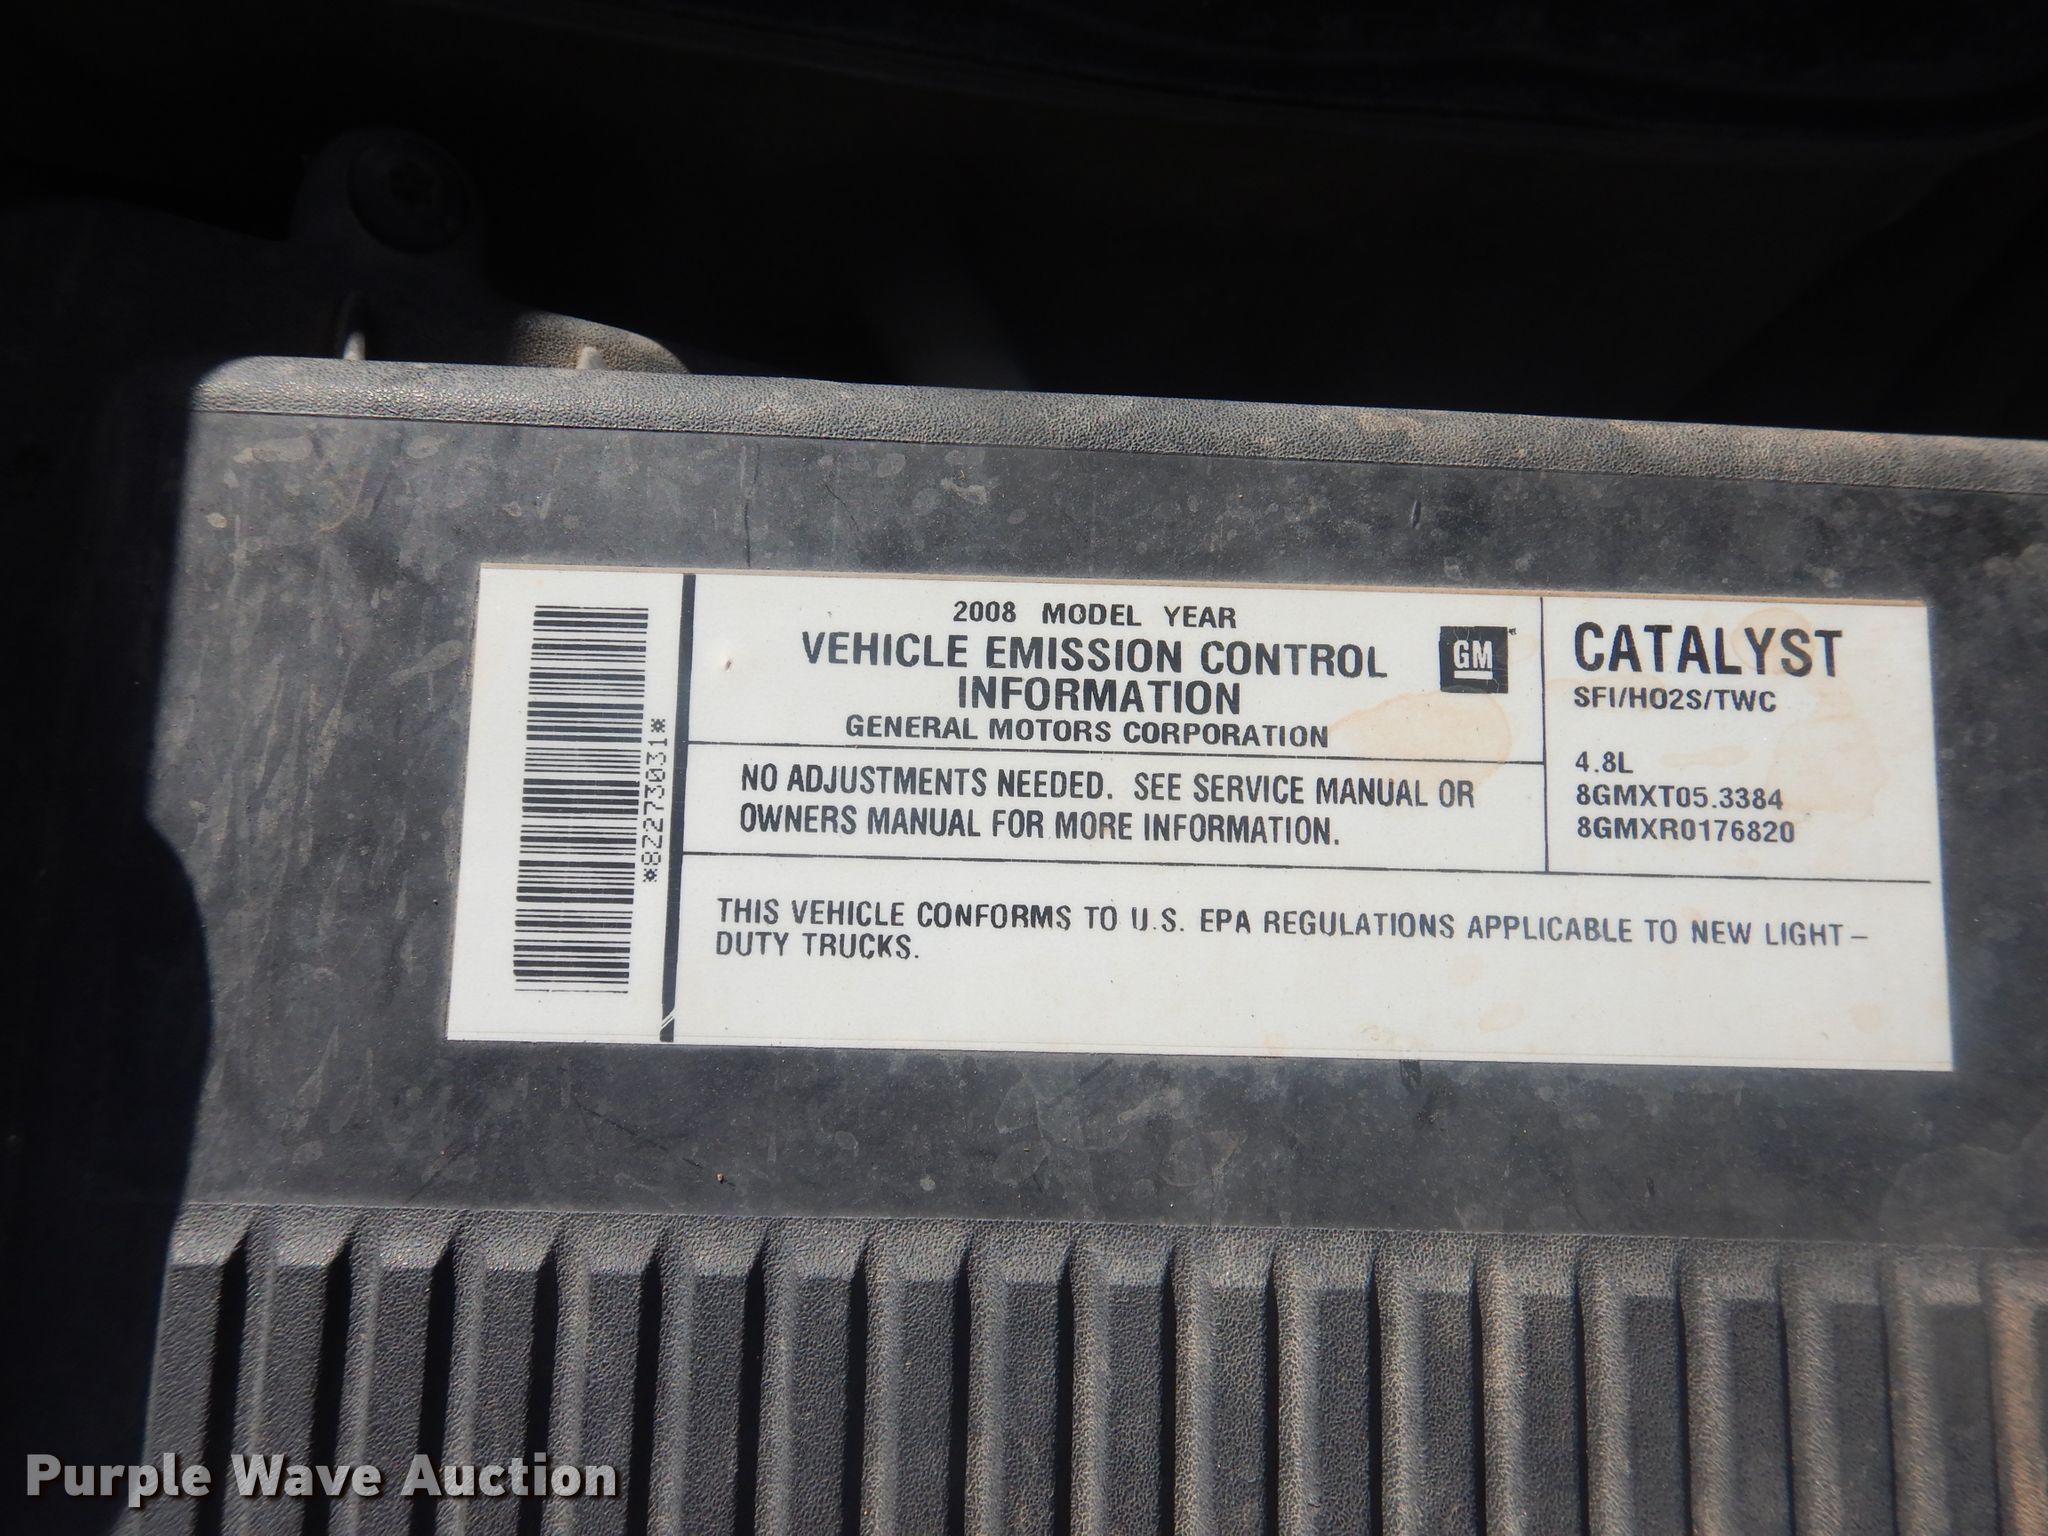 2008 MODEL YEAR
VEHICLE EMISSION CONTROL
INFORMATION
GENERAL MOTORS CORPORATION
GM
CATALYST
SFI/HO2S/TWC
4.8L
8GMXT05.3384
8GMXR0176820
NO ADJUSTMENTS NEEDED. SEE SERVICE MANUAL OR
OWNERS MANUAL FOR MORE INFORMATION.
THIS VEHICLE CONFORMS TO U.S. EPA REGULATIONS APPLICABLE TO NEW LIGHT-
DUTY TRUCKS.
*82273031*
Purple Wave Auction